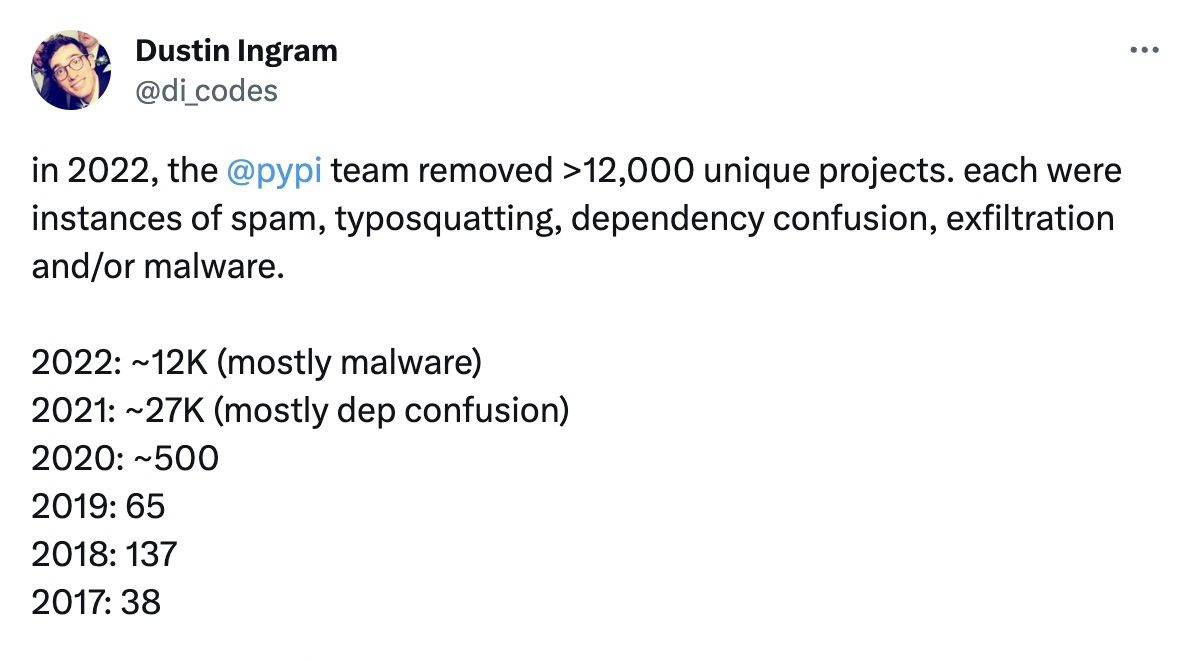 Dustin Ingram
@di_codes
in 2022, the @pypi team removed >12,000 unique projects. each were
instances of spam, typosquatting, dependency confusion, exfiltration
and/or malware.
2022: ~12K (mostly malware)
2021: ~27K (mostly dep confusion)
2020: ~500
2019: 65
2018: 137
2017: 38